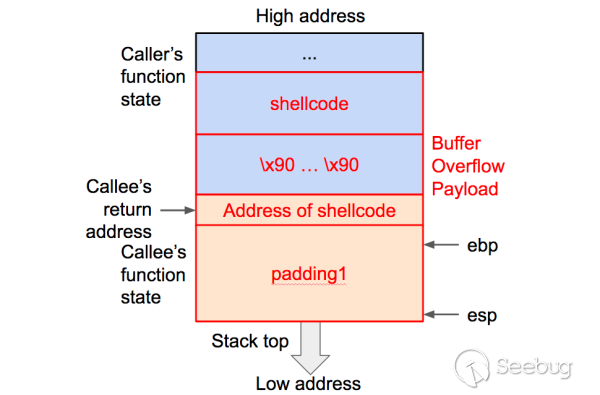 High address
Caller's
function
state
...
shellcode
\x90 ... \x90
Buffer
Overflow
Payload
Callee's
return
address
Address of shellcode
Callee's
function
state
padding1
ebp
esp
Stack top
Low address
Seebug